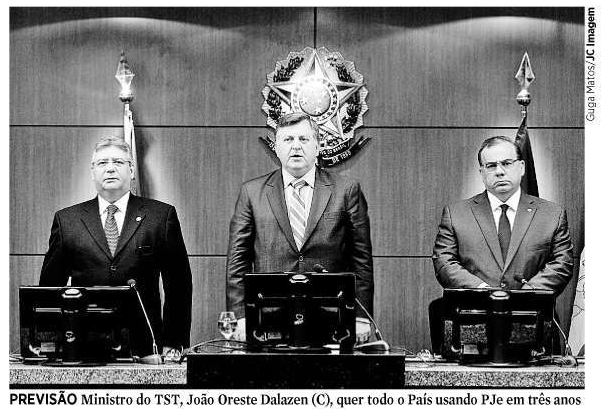 Guga Matos/JC Imagem
PREVISÃO Ministro do TST, João Oreste Dalazen (C), quer todo o País usando PJe em três anos